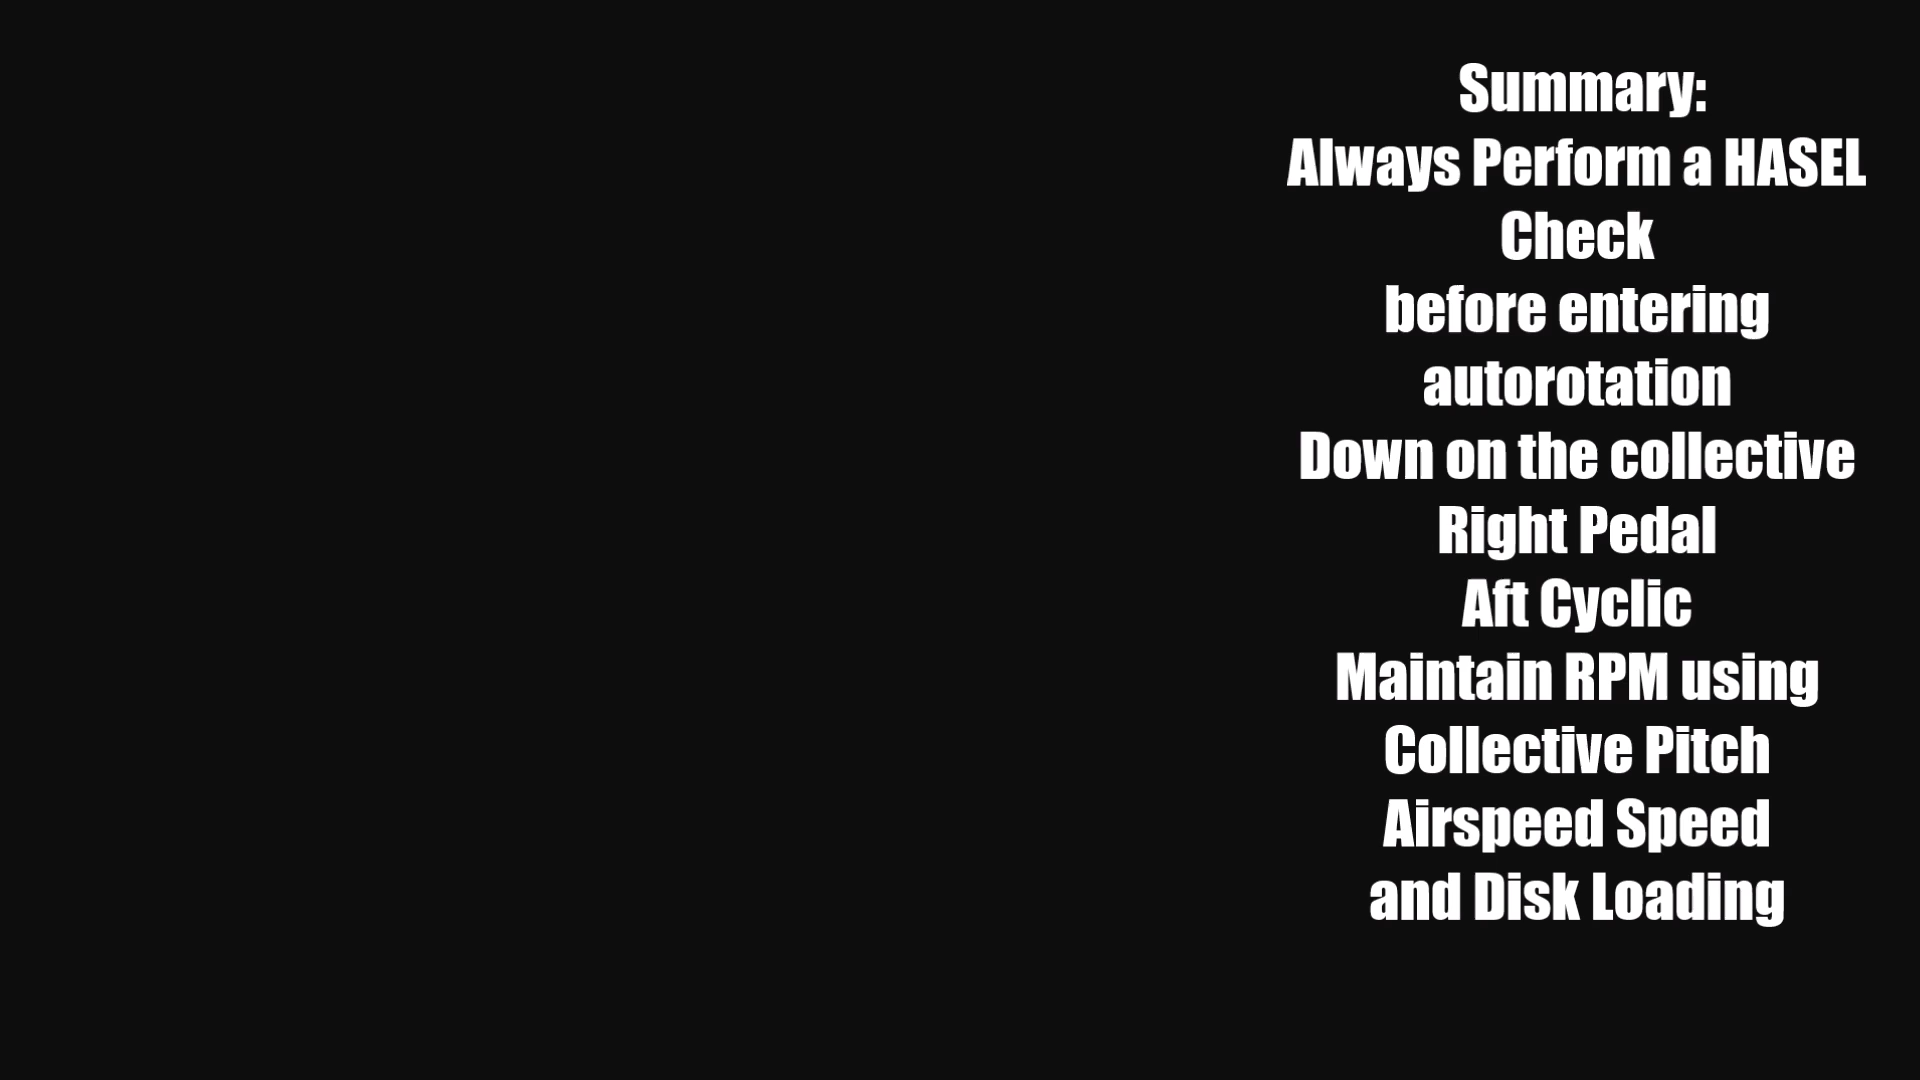 Summary:
Always Perform a HASEL
Check
before entering
autorotation
Down on the collective
Right Pedal
Aft Cyclic
Maintain RPM using
Collective Pitch
Airspeed Speed
and Disk Loading